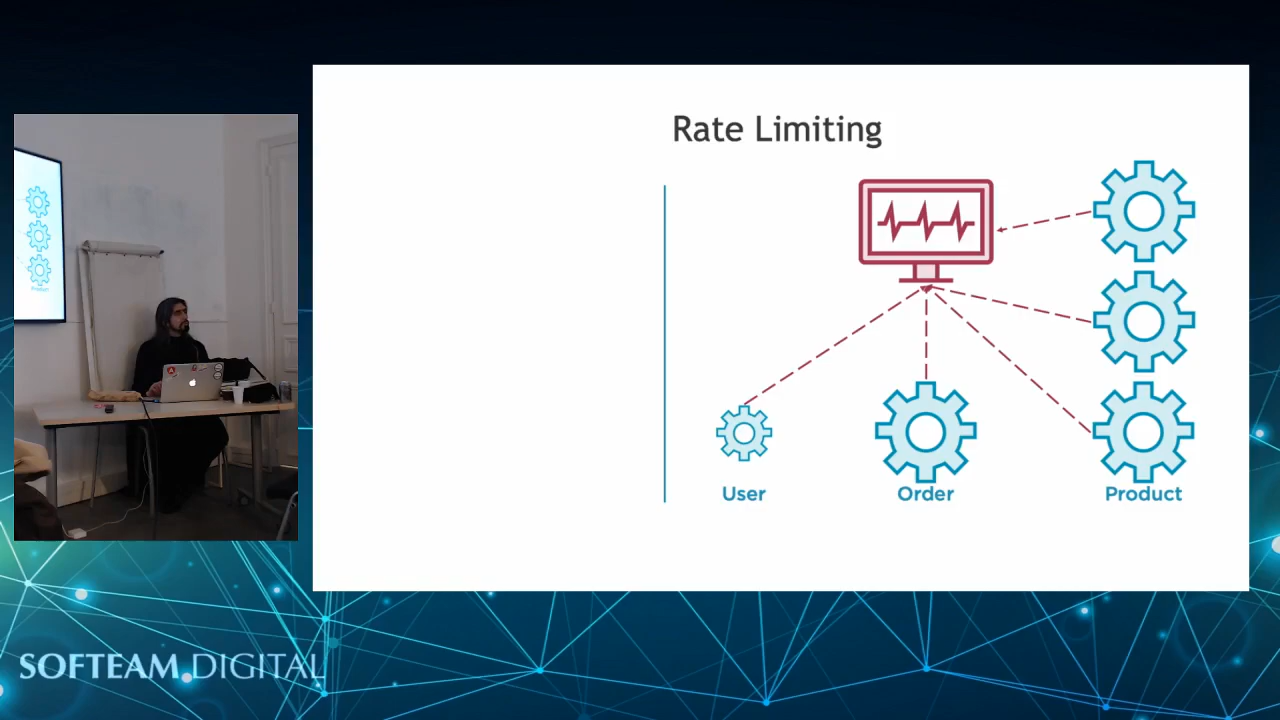 Rate Limiting
User
Order
Product
SOFTEAM DIGITAL